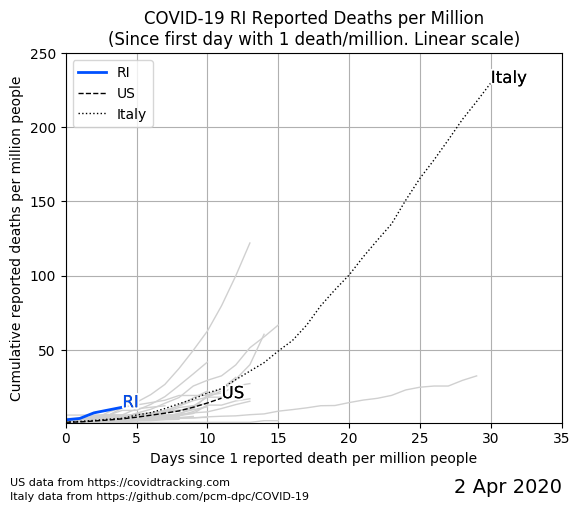 COVID-19 RI Reported Deaths per Million
(Since first day with 1 death/million. Linear scale)
Cumulative reported deaths per million people
250
200
150
100
50
RI
US
Italy
Italy
RI
US
0 5 10 15 20 25 30 35
Days since 1 reported death per million people
US data from https://covidtracking.com
Italy data from https://github.com/pcm-dpc/COVID-19
2 Apr 2020